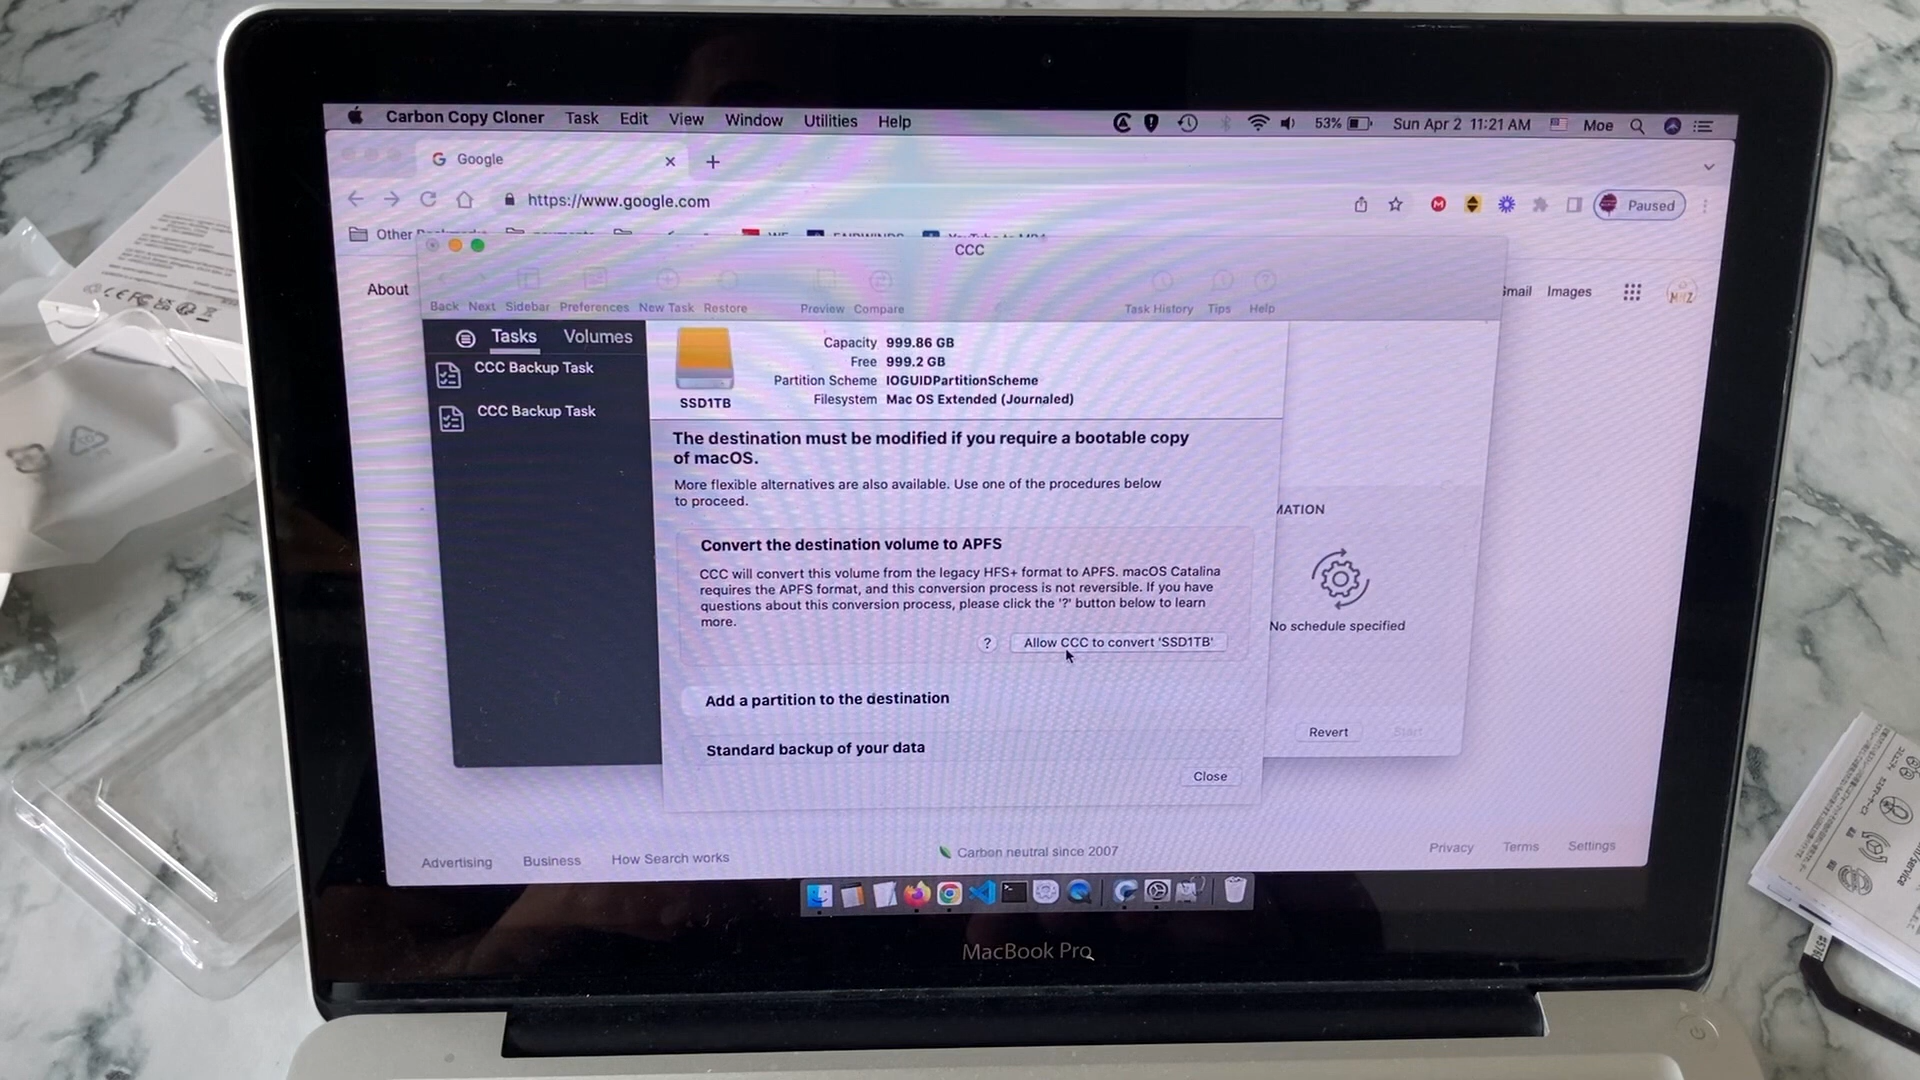 Carbon Copy Cloner Task Edit View Window Utilities Help
53% Sun Apr 2 11:21 AM Moe
Google
https://www.google.com
Paused
Other
About
Images
CCC
Back Next Sidebar Preferences New Task Restore Preview Compare Task History Tips Help
Tasks Volumes
CCC Backup Task
CCC Backup Task
SSD1TB
Capacity 999.86 GB
Free 999.2 GB
Partition Scheme IOGUIDPartitionScheme
Filesystem Mac OS Extended (Journaled)
The destination must be modified if you require a bootable copy
of macOS.
More flexible alternatives are also available. Use one of the procedures below
to proceed.
Convert the destination volume to APFS
CCC will convert this volume from the legacy HFS+ format to APFS. macOS Catalina
requires the APFS format, and this conversion process is not reversible. If you have
questions about this conversion process, please click the '?' button below to learn
more.
? Allow CCC to convert 'SSD1TB'
Add a partition to the destination
Standard backup of your data
Close
MATION
No schedule specified
Revert Start
Advertising Business How Search works
Carbon neutral since 2007
Privacy Terms Settings
MacBook Pro